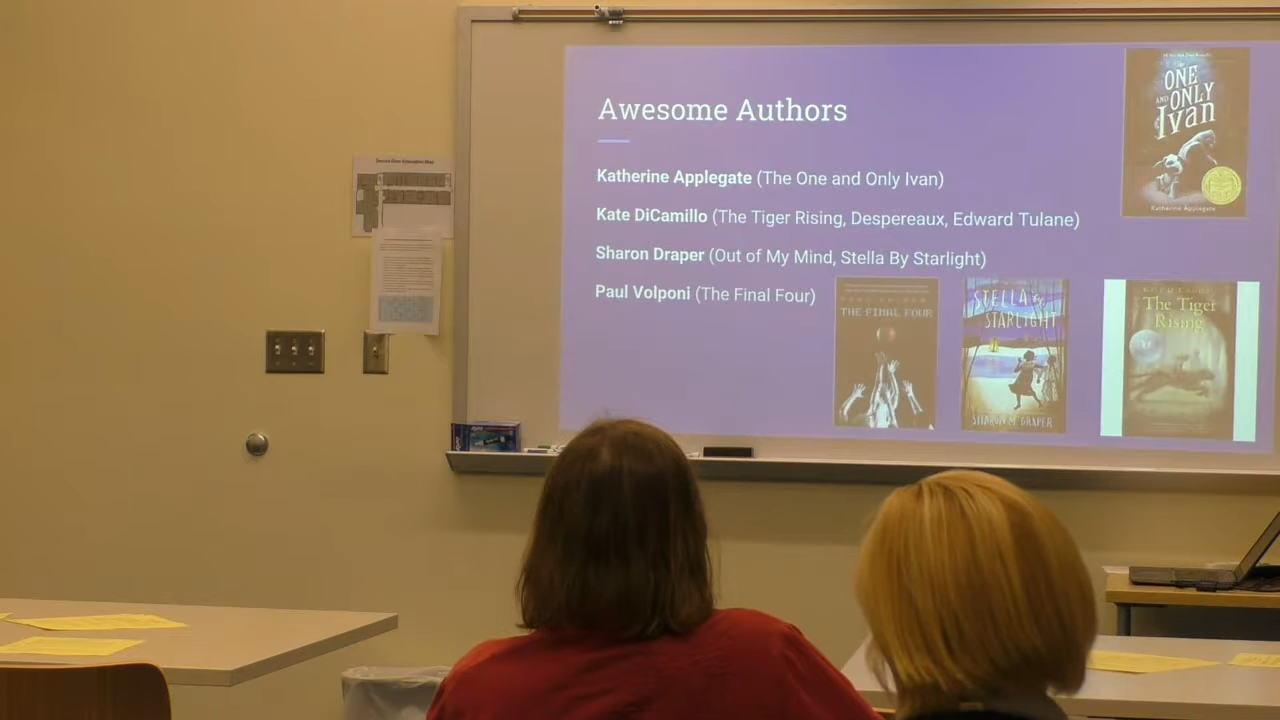 Awesome Authors
Katherine Applegate (The One and Only Ivan)
Kate DiCamillo (The Tiger Rising, Despereaux, Edward Tulane)
Sharon Draper (Out of My Mind, Stella By Starlight)
Paul Volponi (The Final Four)
THE
ONE
AND ONLY
Ivan
Katherine Applegate
THE FINAL FOUR
STELLA by
STARLIGHT
SHARON M. DRAPER
The Tiger
Rising
EXPO